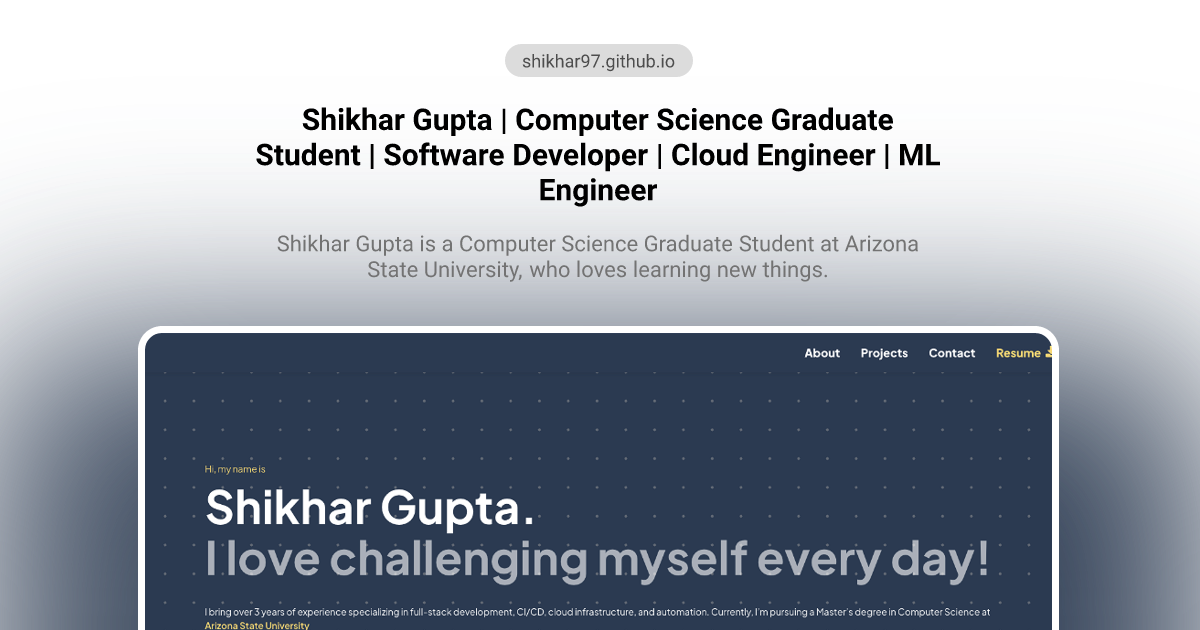 shikhar97.github.io
Shikhar Gupta | Computer Science Graduate
Student | Software Developer | Cloud Engineer | ML
Engineer
Shikhar Gupta is a Computer Science Graduate Student at Arizona
State University, who loves learning new things.
About Projects Contact Resume
Hi, my name is
Shikhar Gupta.
I love challenging myself every day!
I bring over 3 years of experience specializing in full-stack development, CI/CD, cloud infrastructure, and automation. Currently, I'm pursuing a Master's degree in Computer Science at
Arizona State University